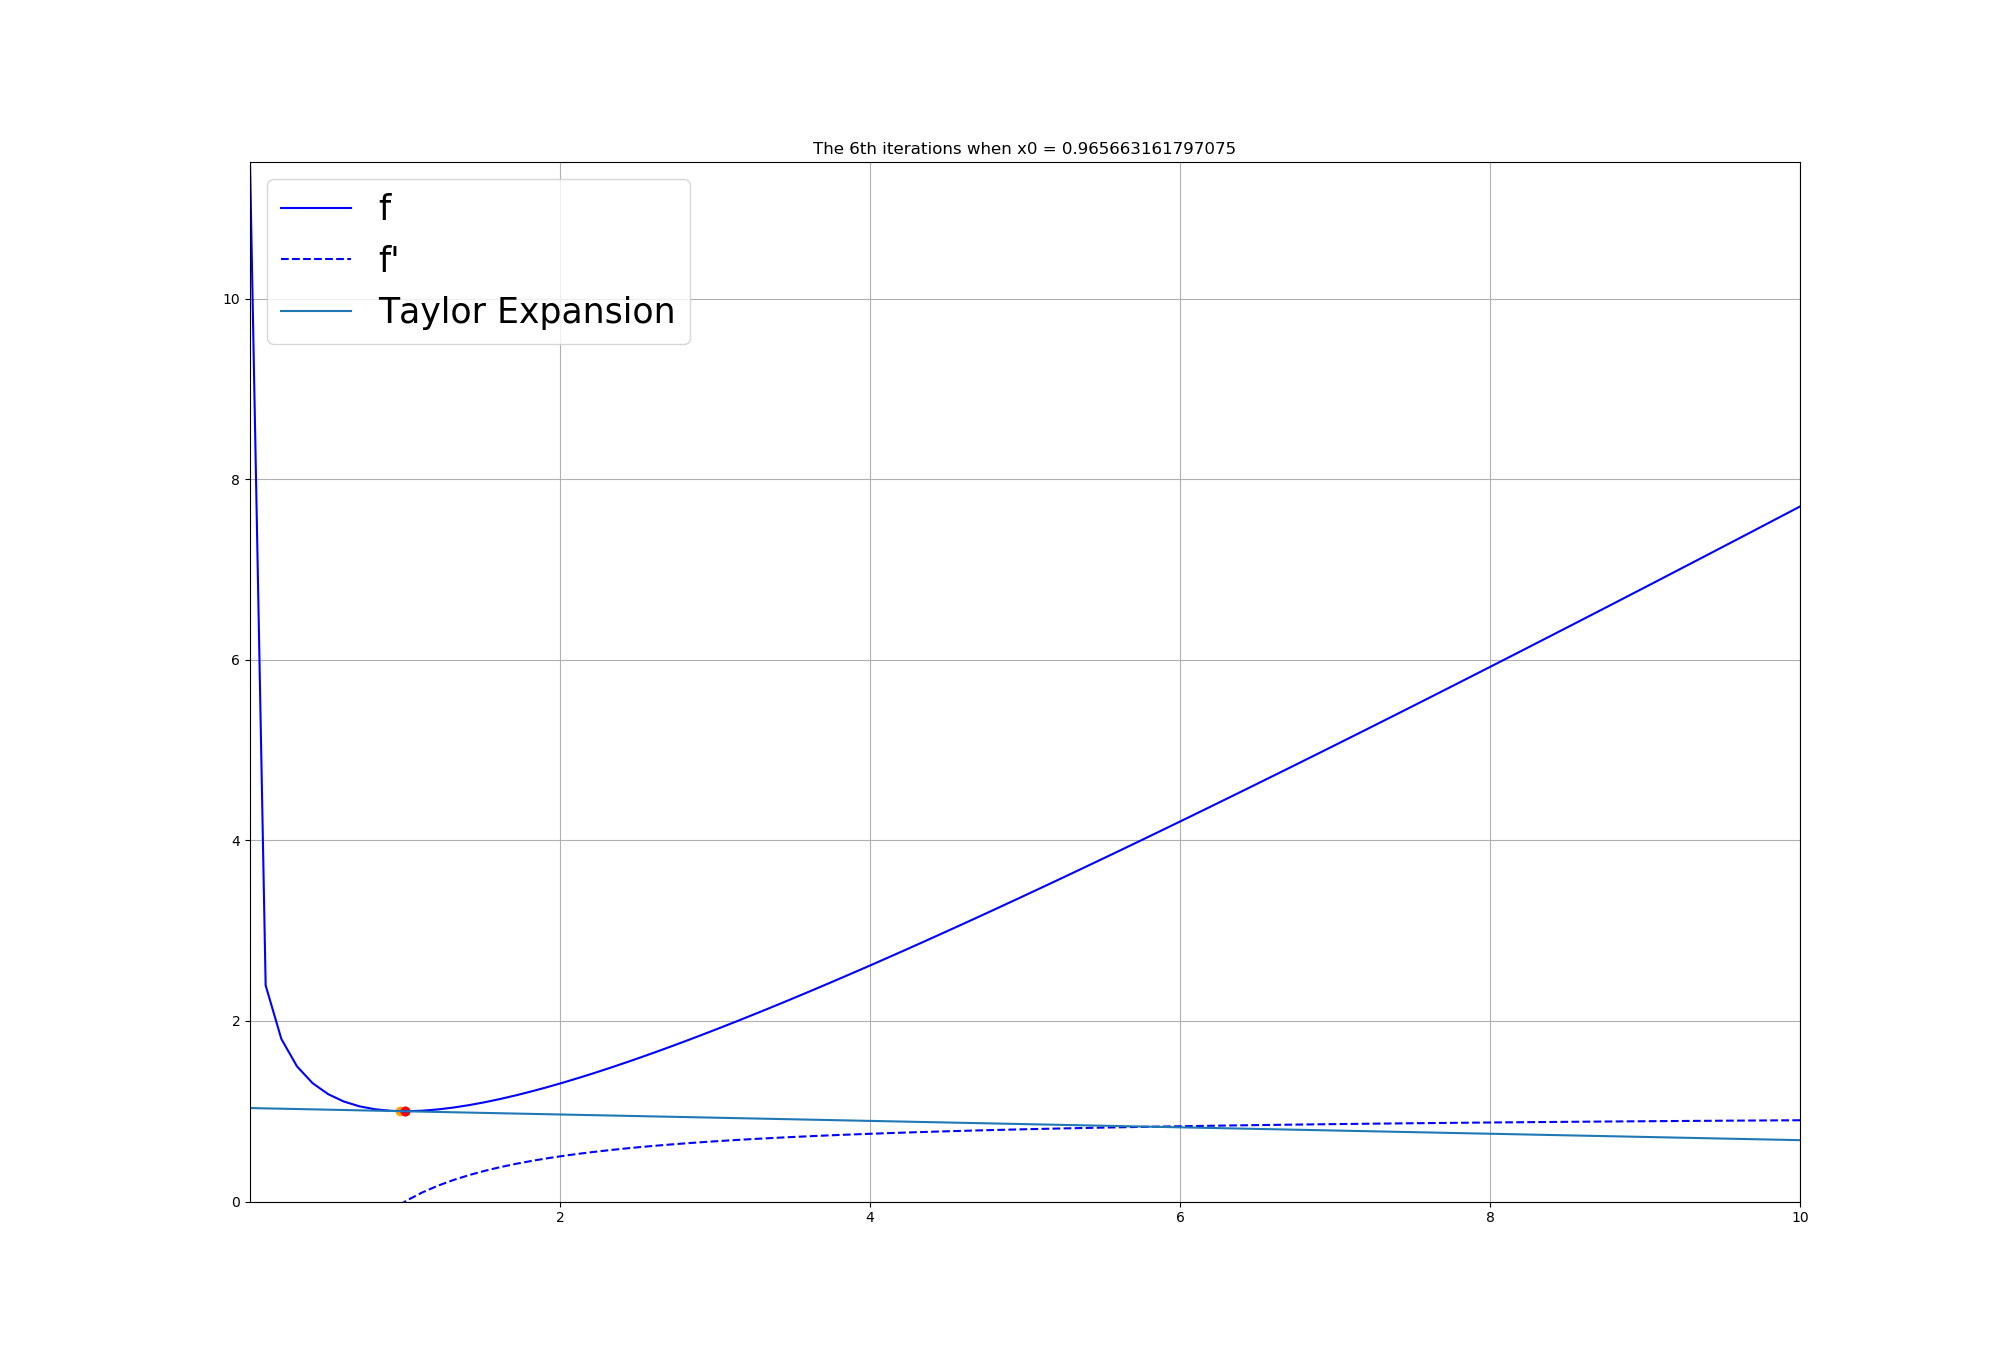 The 6th iterations when x0 = 0.965663161797075
f
f'
Taylor Expansion
10
8
6
4
2
0
2 4 6 8 10